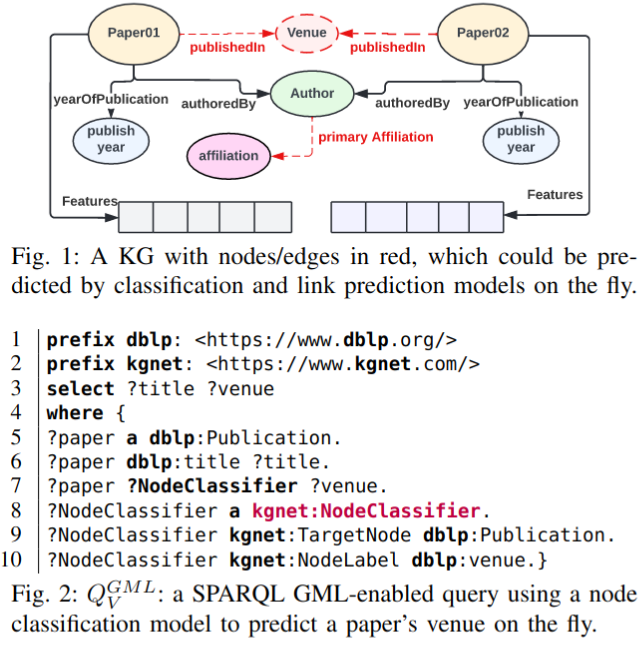 Paper01
Venue
Paper02
publishedIn
publishedIn
yearOfPublication
authoredBy
Author
authoredBy
yearOfPublication
publish
year
publish
year
primary Affiliation
affiliation
Features
Features
Fig. 1: A KG with nodes/edges in red, which could be pre-
dicted by classification and link prediction models on the fly.
1 prefix dblp: <https://www.dblp.org/>
2 prefix kgnet: <https://www.kgnet.com/>
3 select ?title ?venue
4 where {
5 ?paper a dblp:Publication.
6 ?paper dblp:title ?title.
7 ?paper ?NodeClassifier ?venue.
8 ?NodeClassifier a kgnet:NodeClassifier.
9 ?NodeClassifier kgnet:TargetNode dblp:Publication.
10 ?NodeClassifier kgnet:NodeLabel dblp:venue.}
Fig. 2: Q_V^{GML}: a SPARQL GML-enabled query using a node
classification model to predict a paper's venue on the fly.